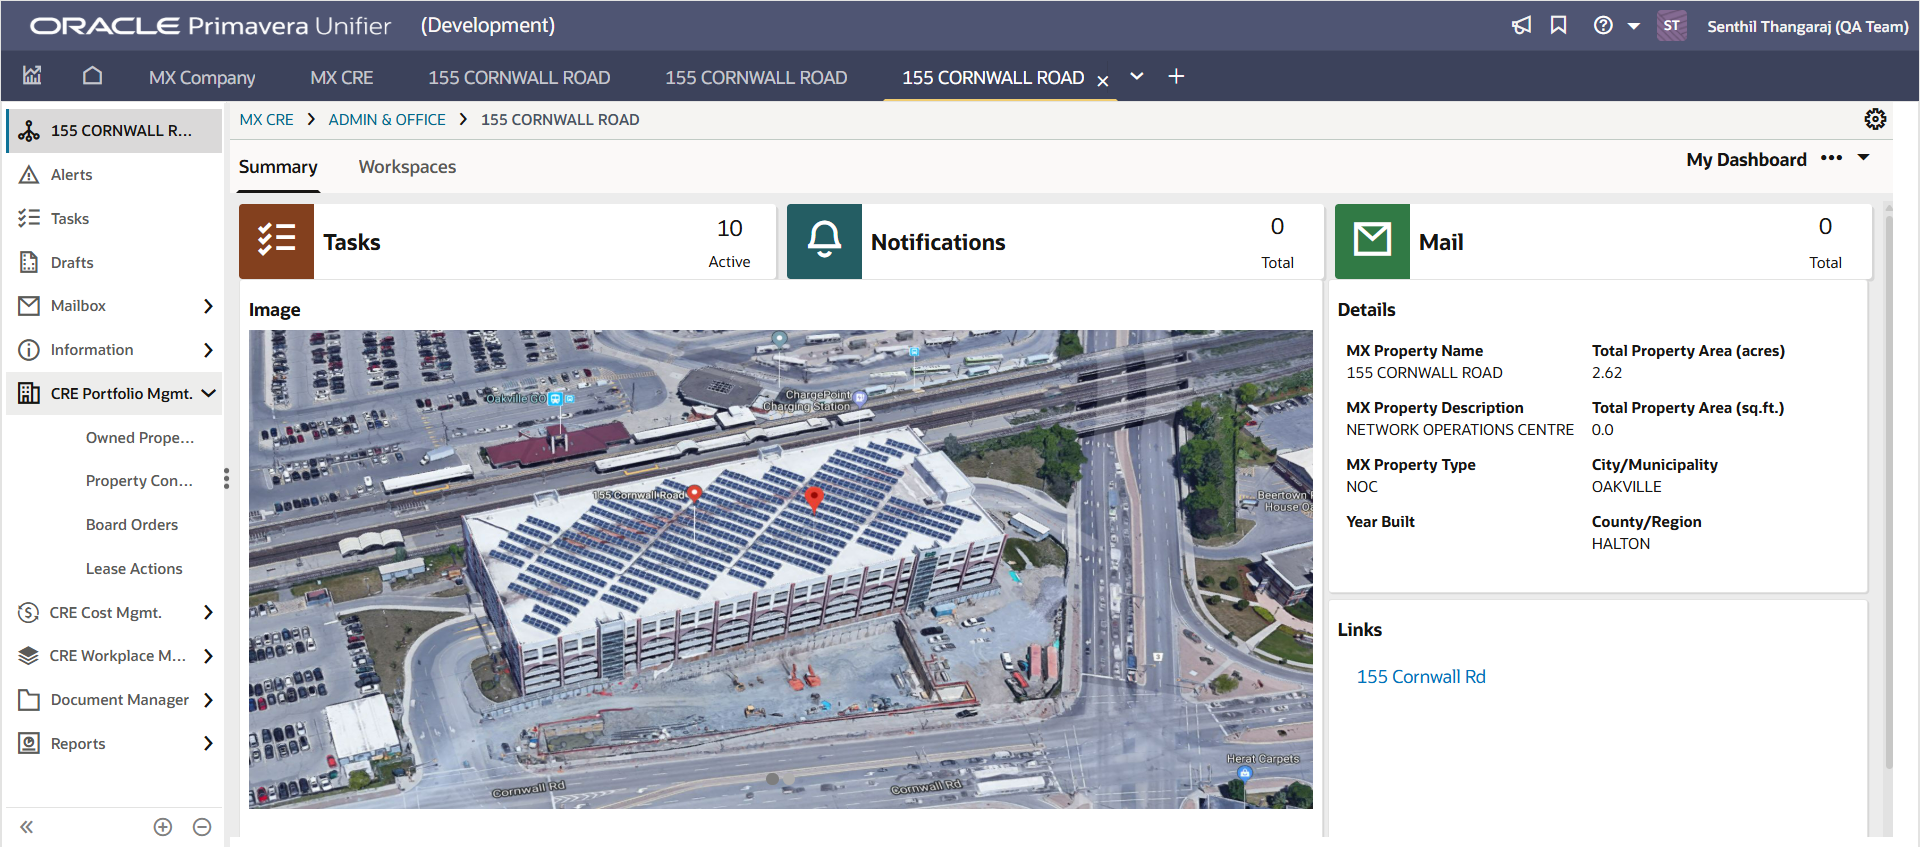 ORACLE Primavera Unifier (Development)
ST Senthil Thangaraj (QA Team)
MX Company MX CRE 155 CORNWALL ROAD 155 CORNWALL ROAD 155 CORNWALL ROAD
155 CORNWALL R...
Alerts
Tasks
Drafts
Mailbox
Information
CRE Portfolio Mgmt.
Owned Prope...
Property Con...
Board Orders
Lease Actions
CRE Cost Mgmt.
CRE Workplace M...
Document Manager
Reports
MX CRE > ADMIN & OFFICE > 155 CORNWALL ROAD
Summary Workspaces
My Dashboard
Tasks
10
Active
Notifications
0
Total
Mail
0
Total
Image
Oakville GO
ChargePoint
Charging Station
155 Cornwall Road
Beertown
House Oa
Herat Carpets
Cornwall Rd
Cornwall Rd
Details
MX Property Name
155 CORNWALL ROAD
Total Property Area (acres)
2.62
MX Property Description
NETWORK OPERATIONS CENTRE
Total Property Area (sq.ft.)
0.0
MX Property Type
NOC
City/Municipality
OAKVILLE
Year Built
County/Region
HALTON
Links
155 Cornwall Rd